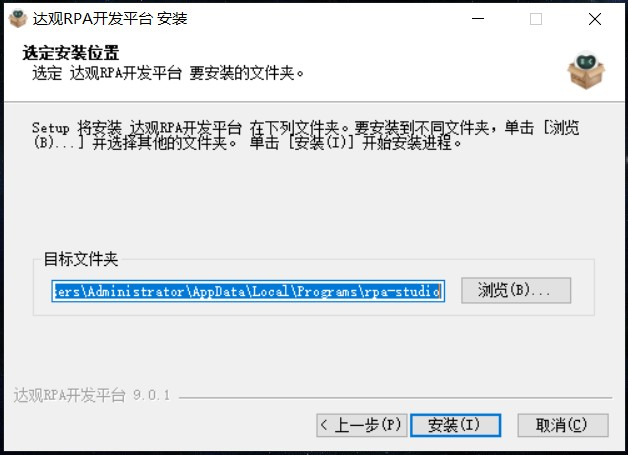 达观RPA开发平台 安装
选定安装位置
选定 达观RPA开发平台 要安装的文件夹。
Setup 将安装 达观RPA开发平台 在下列文件夹。要安装到不同文件夹，单击 [浏览
(B)...] 并选择其他的文件夹。 单击 [安装(I)] 开始安装进程。
目标文件夹
sers\Administrator\AppData\Local\Programs\rpa-studio
浏览(B)...
达观RPA开发平台 9.0.1
< 上一步(P)
安装(I)
取消(C)